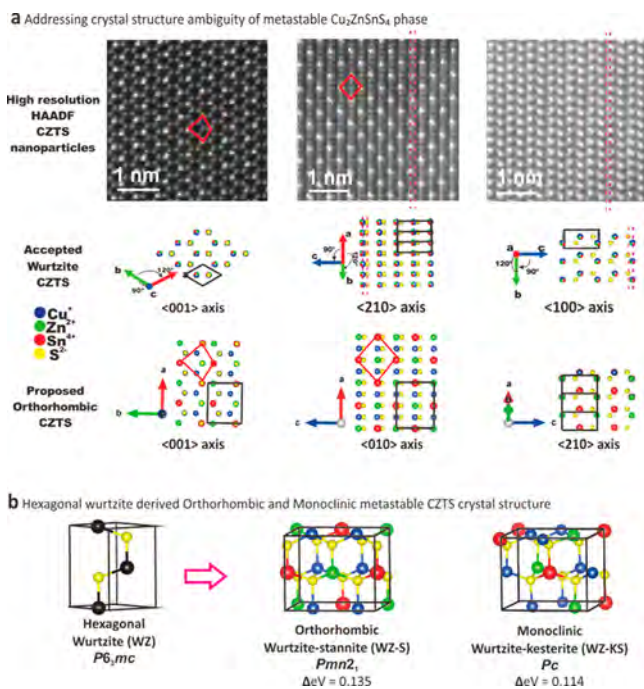 a Addressing crystal structure ambiguity of metastable Cu₂ZnSnS₄ phase
High resolution
HAADF
CZTS
nanoparticles
1 nm
1 nm
1 nm
Accepted
Wurtzite
CZTS
b
120°
90°
c
a
<001> axis
90°
a
c
b
<210> axis
a
c
120°
90°
b
<100> axis
Cu⁺
Zn²⁺
Sn⁴⁺
S²⁻
Proposed
Orthorhombic
CZTS
a
b
<001> axis
a
c
<010> axis
a
c
<210> axis
b Hexagonal wurtzite derived Orthorhombic and Monoclinic metastable CZTS crystal structure
Hexagonal
Wurtzite (WZ)
P6₃mc
Orthorhombic
Wurtzite-stannite (WZ-S)
Pmn2₁
ΔeV = 0.135
Monoclinic
Wurtzite-kesterite (WZ-KS)
Pc
ΔeV = 0.114